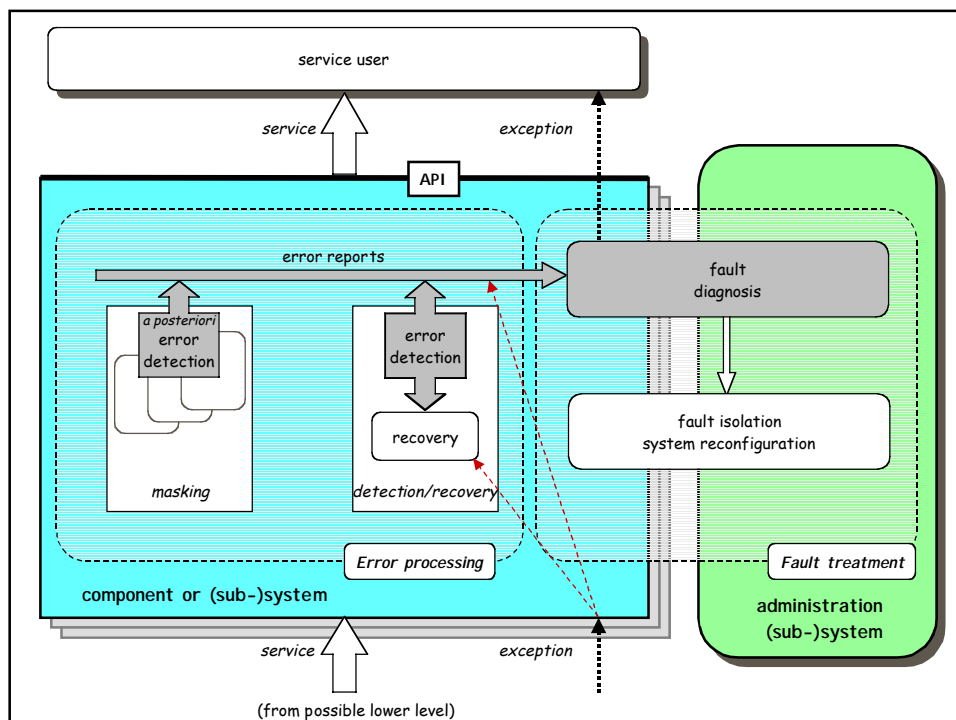 service user
service
exception
API
error reports
fault
diagnosis
a posteriori
error
detection
error
detection
recovery
fault isolation
system reconfiguration
masking
detection/recovery
Error processing
Fault treatment
component or (sub-)system
administration
(sub-)system
service
exception
(from possible lower level)